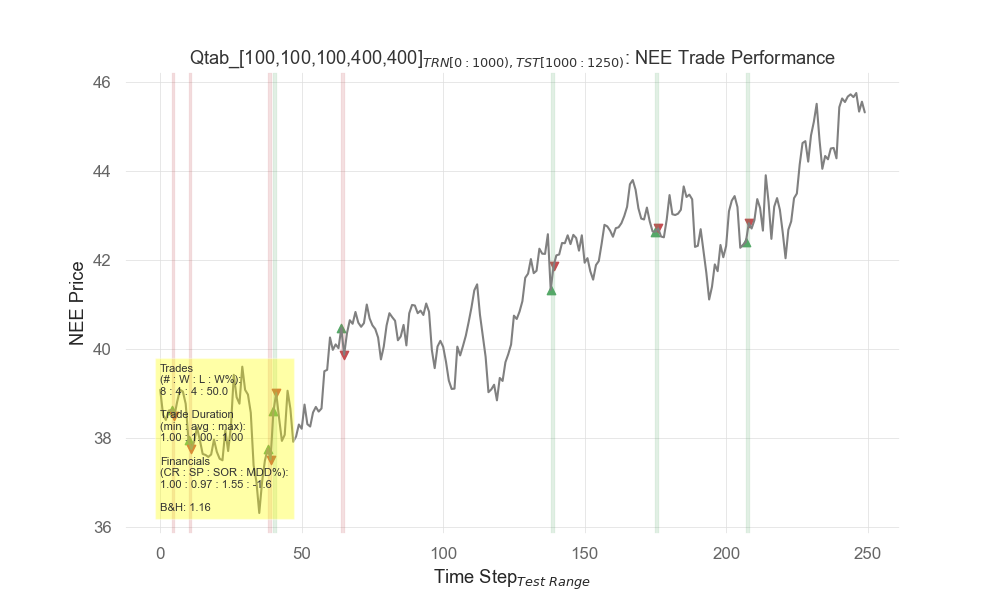 Qtab_[100,100,100,400,400]TRN[0 : 1000), TST[1000 : 1250): NEE Trade Performance
46
44
42
40
38
36
NEE Price
Trades
(# : W : L : W%):
8 : 4 : 4 : 50.0
Trade Duration
(min : avg : max):
1.00 : 1.00 : 1.00
Financials
(CR : SP : SOR : MDD%):
1.00 : 0.97 : 1.55 : -1.6
B&H: 1.16
0 50 100 150 200 250
Time StepTest Range